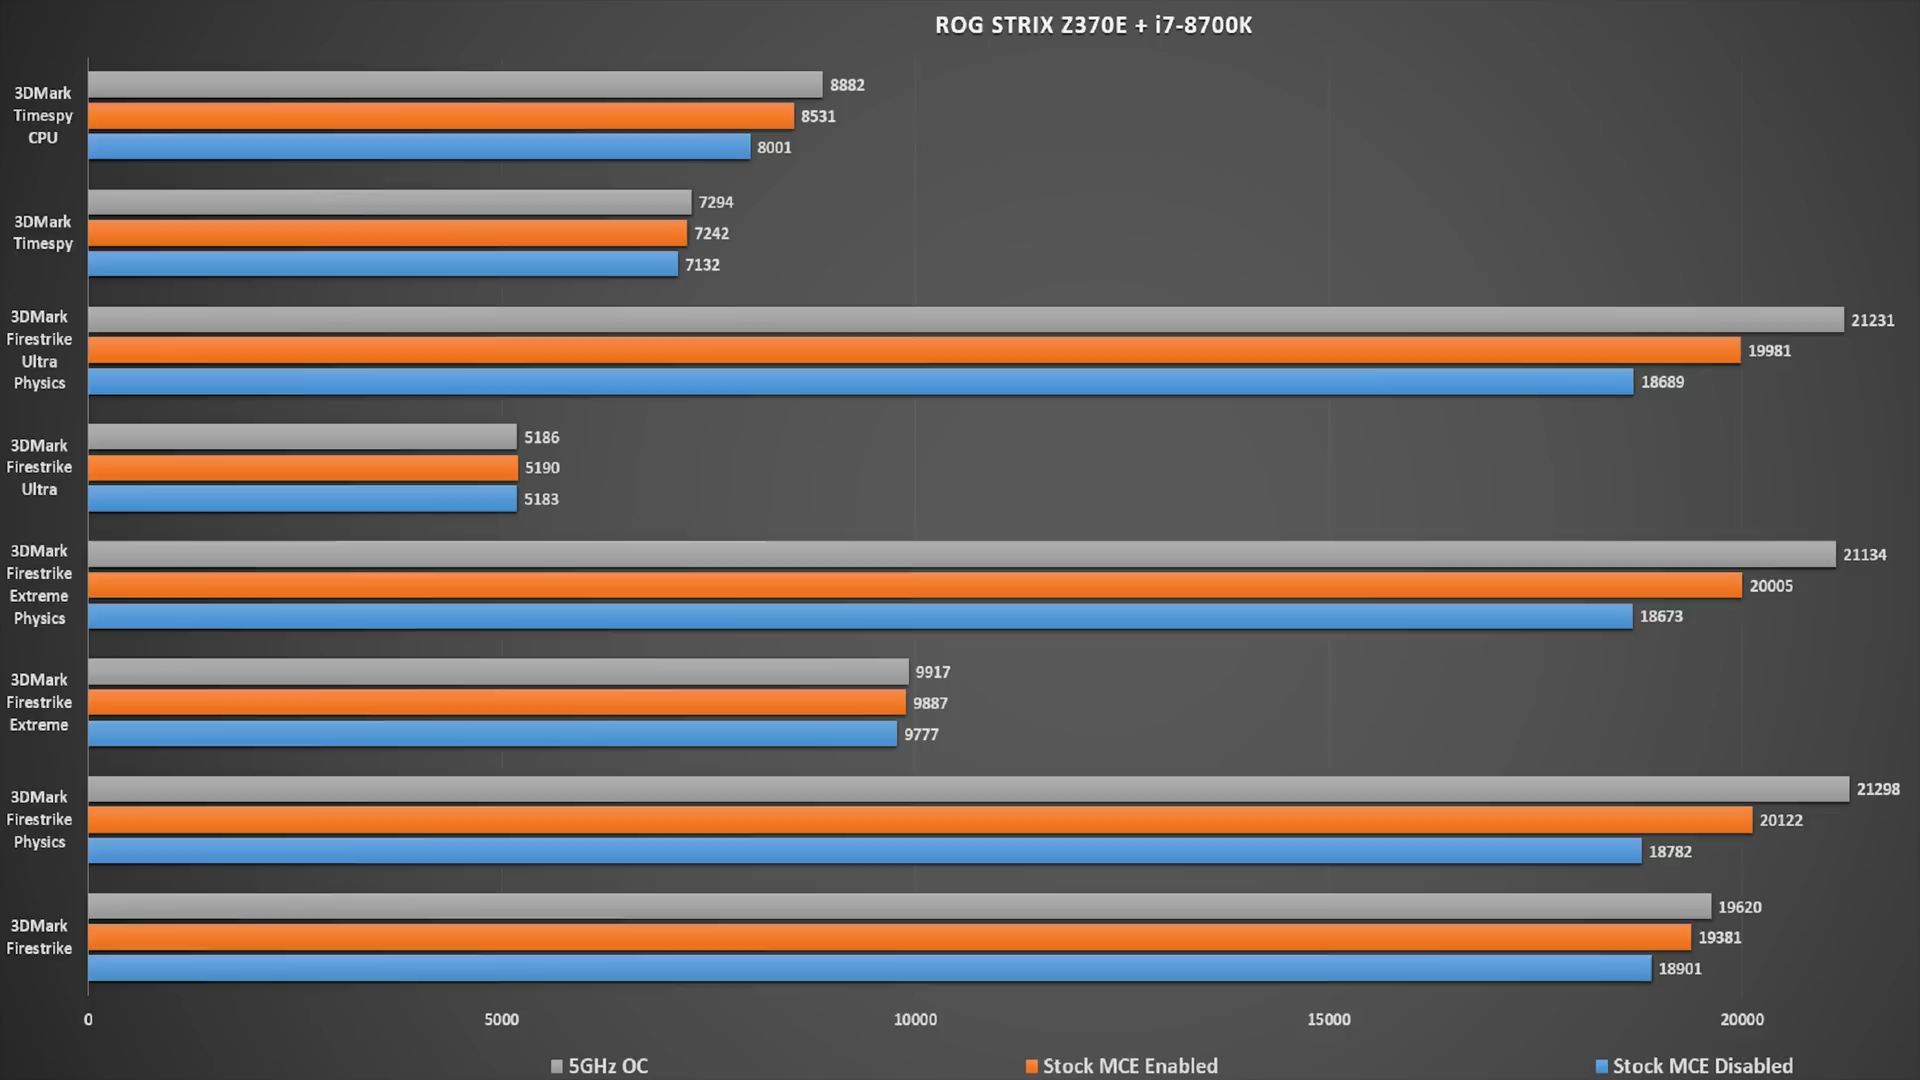 ROG STRIX Z370E + i7-8700K
3DMark
Timespy
CPU
8882
8531
8001
3DMark
Timespy
7294
7242
7132
3DMark
Firestrike
Ultra
Physics
21231
19981
18689
3DMark
Firestrike
Ultra
5186
5190
5183
3DMark
Firestrike
Extreme
Physics
21134
20005
18673
3DMark
Firestrike
Extreme
9917
9887
9777
3DMark
Firestrike
Physics
21298
20122
18782
3DMark
Firestrike
19620
19381
18901
0 5000 10000 15000 20000
5GHz OC Stock MCE Enabled Stock MCE Disabled